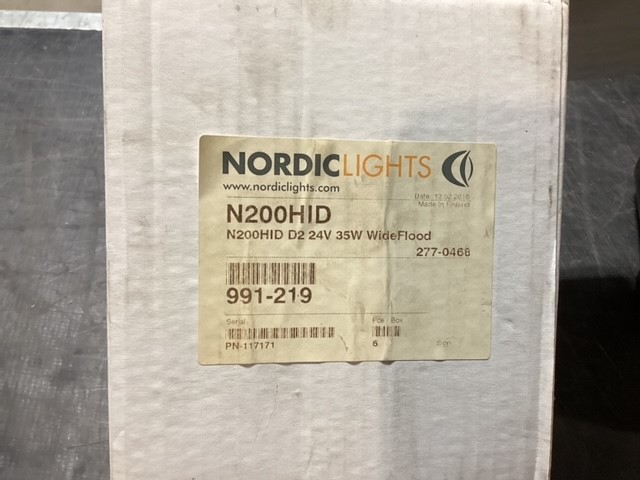 NORDICLIGHTS
www.nordiclights.com
Date: 12.02.2010
Made in Finland
N200HID
N200HID D2 24V 35W WideFlood
277-0468
991-219
Serial
Pcs / Box
PN-117171
6